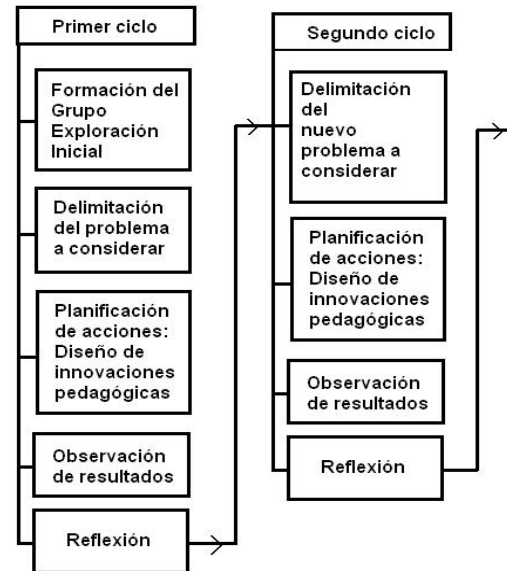 Primer ciclo
Formación del
Grupo
Exploración
Inicial
Delimitación
del problema
a considerar
Planificación
de acciones:
Diseño de
innovaciones
pedagógicas
Observación
de resultados
Reflexión
Segundo ciclo
Delimitación
del
nuevo
problema a
considerar
Planificación
de acciones:
Diseño de
innovaciones
pedagógicas
Observación
de resultados
Reflexión